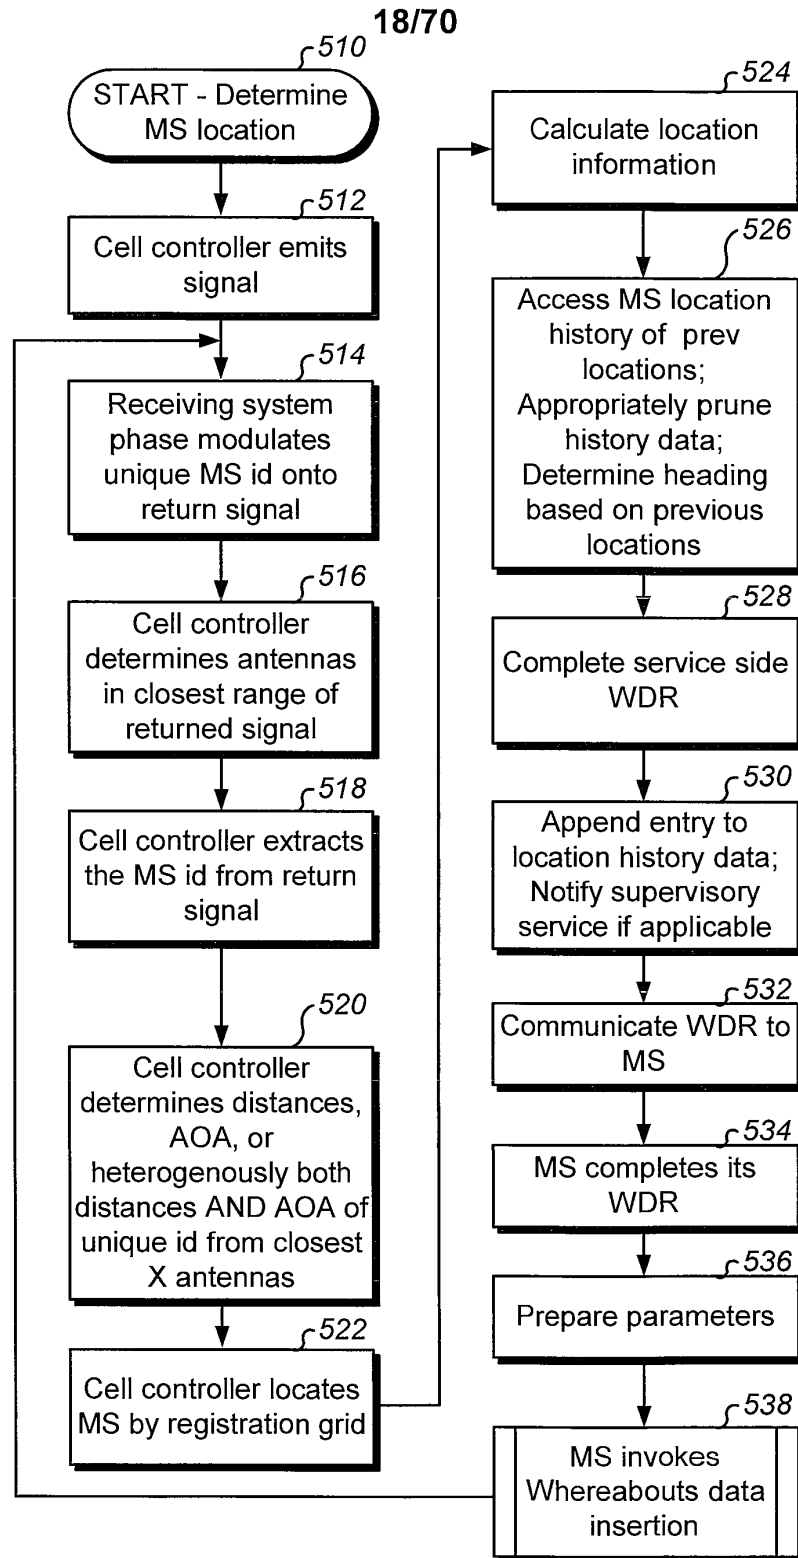 18/70
510
START - Determine
MS location
512
Cell controller emits
signal
514
Receiving system
phase modulates
unique MS id onto
return signal
516
Cell controller
determines antennas
in closest range of
returned signal
518
Cell controller extracts
the MS id from return
signal
520
Cell controller
determines distances,
AOA, or
heterogenously both
distances AND AOA of
unique id from closest
X antennas
522
Cell controller locates
MS by registration grid
524
Calculate location
information
526
Access MS location
history of prev
locations;
Appropriately prune
history data;
Determine heading
based on previous
locations
528
Complete service side
WDR
530
Append entry to
location history data;
Notify supervisory
service if applicable
532
Communicate WDR to
MS
534
MS completes its
WDR
536
Prepare parameters
538
MS invokes
Whereabouts data
insertion